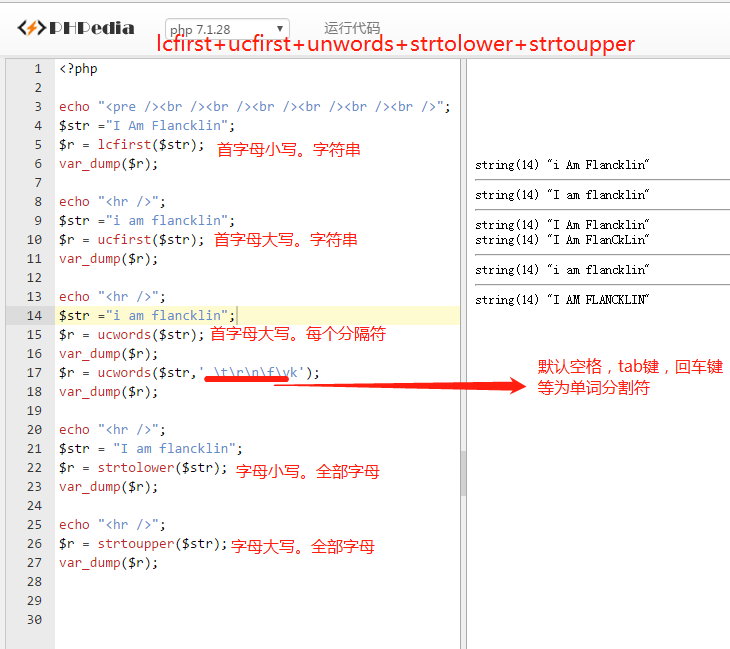 PHPedia php 7.1.28 运行代码
lcfirst+ucfirst+unwords+strtolower+strtoupper
1 <?php
2
3 echo "<pre /><br /><br /><br /><br /><br /><br />";
4 $str ="I Am Flancklin";
5 $r = lcfirst($str); 首字母小写。字符串
6 var_dump($r);
7
8 echo "<hr />";
9 $str ="i am flancklin";
10 $r = ucfirst($str); 首字母大写。字符串
11 var_dump($r);
12
13 echo "<hr />";
14 $str ="i am flancklin";
15 $r = ucwords($str); 首字母大写。每个分隔符
16 var_dump($r);
17 $r = ucwords($str,' \t\r\n\f\vk');
18 var_dump($r);
19
20 echo "<hr />";
21 $str = "I am flancklin";
22 $r = strtolower($str); 字母小写。全部字母
23 var_dump($r);
24
25 echo "<hr />";
26 $r = strtoupper($str); 字母大写。全部字母
27 var_dump($r);
28
29
30
string(14) "i Am Flancklin"
string(14) "I am flancklin"
string(14) "I Am Flancklin"
string(14) "I Am FlanCkLin"
string(14) "i am flancklin"
string(14) "I AM FLANCKLIN"
默认空格，tab键，回车键
等为单词分割符